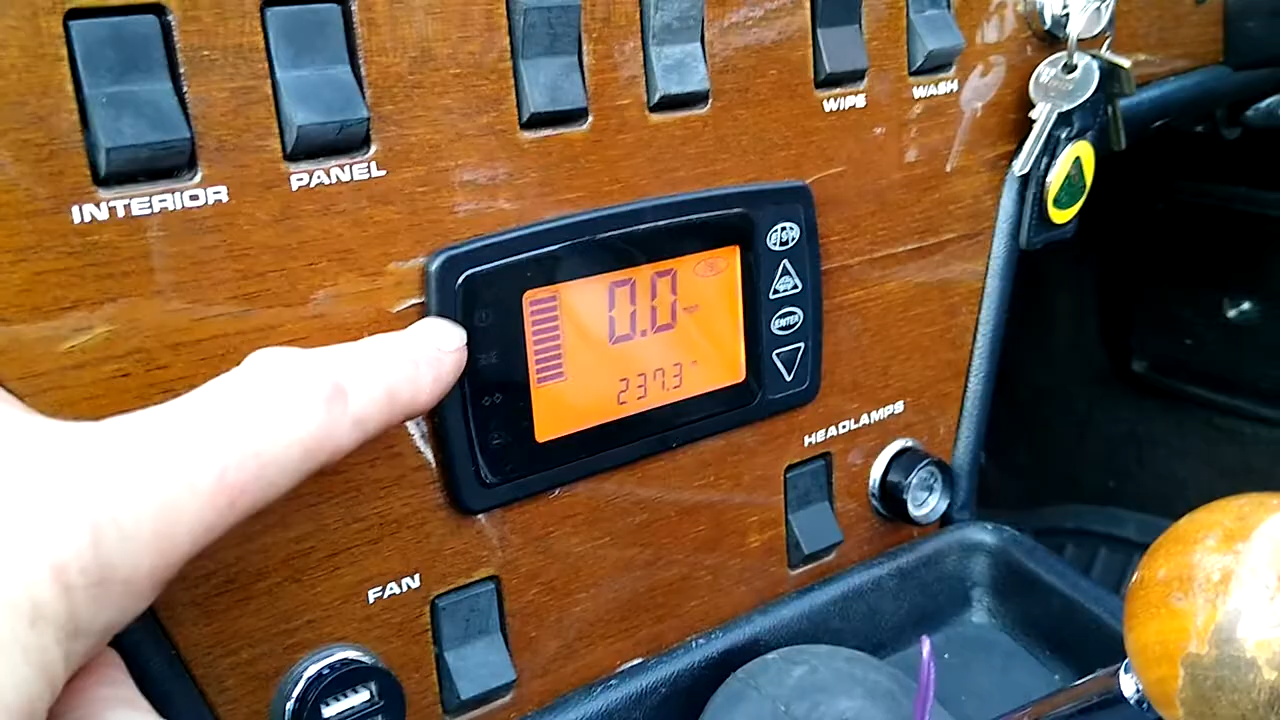 INTERIOR
PANEL
WIPE
WASH
0.0
237.3
ENTER
HEADLAMPS
FAN